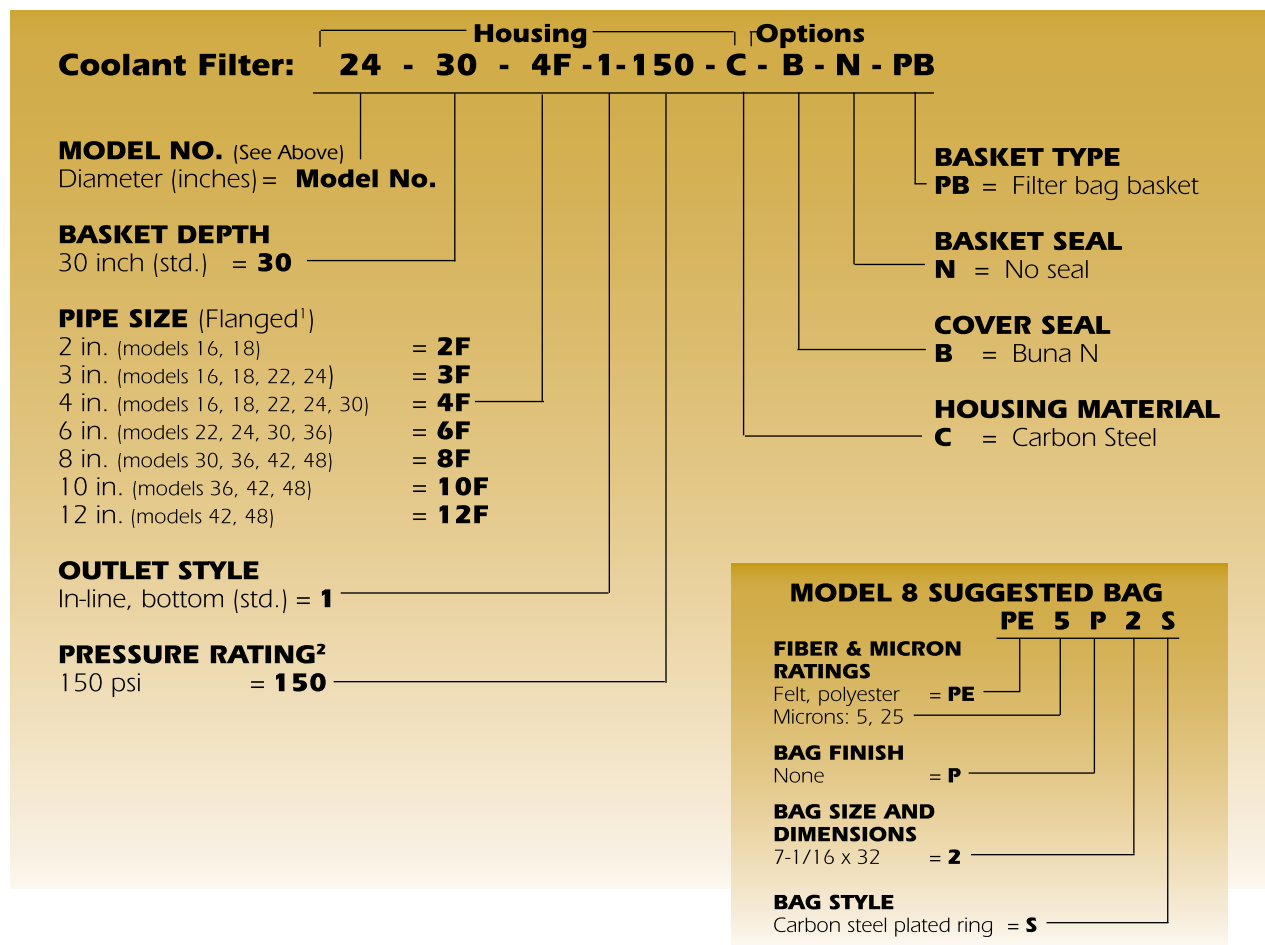 Housing Options
Coolant Filter: 24 - 30 - 4F -1-150 - C - B - N - PB
MODEL NO. (See Above)
Diameter (inches) = Model No.
BASKET DEPTH
30 inch (std.) = 30
PIPE SIZE (Flanged¹)
2 in. (models 16, 18) = 2F
3 in. (models 16, 18, 22, 24) = 3F
4 in. (models 16, 18, 22, 24, 30) = 4F
6 in. (models 22, 24, 30, 36) = 6F
8 in. (models 30, 36, 42, 48) = 8F
10 in. (models 36, 42, 48) = 10F
12 in. (models 42, 48) = 12F
OUTLET STYLE
In-line, bottom (std.) = 1
PRESSURE RATING²
150 psi = 150
BASKET TYPE
PB = Filter bag basket
BASKET SEAL
N = No seal
COVER SEAL
B = Buna N
HOUSING MATERIAL
C = Carbon Steel
MODEL 8 SUGGESTED BAG
PE 5 P 2 S
FIBER & MICRON
RATINGS
Felt, polyester = PE
Microns: 5, 25
BAG FINISH
None = P
BAG SIZE AND
DIMENSIONS
7-1/16 x 32 = 2
BAG STYLE
Carbon steel plated ring = S